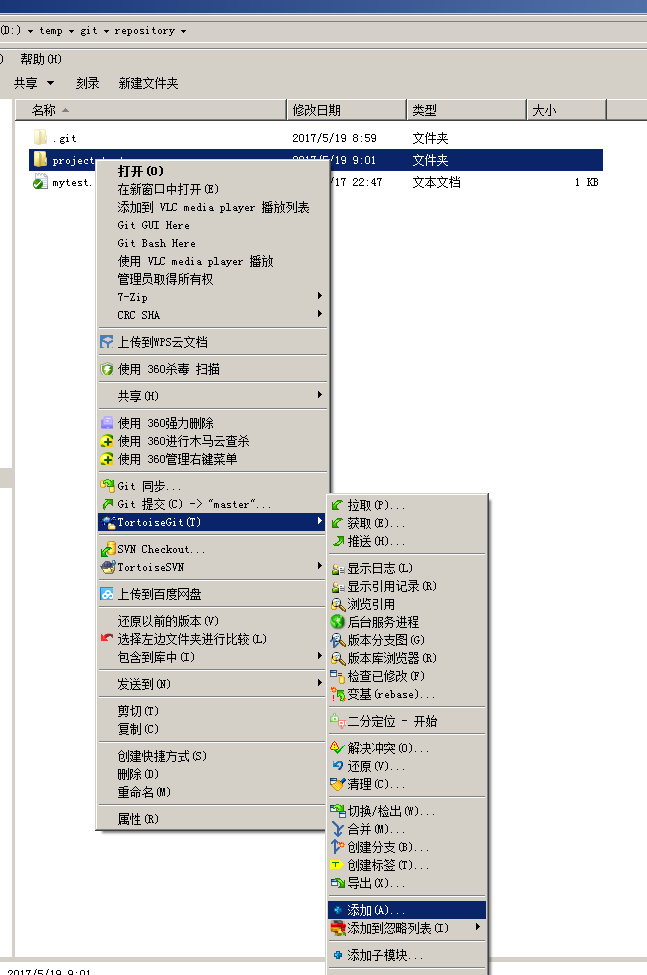 (D:) ▾ temp ▾ git ▾ repository ▾
) 帮助(H)
共享 ▾ 刻录 新建文件夹
名称 修改日期 类型 大小
.git 2017/5/19 8:59 文件夹
project 2017/5/19 9:01 文件夹
mytest. /17 22:47 文本文档 1 KB
打开(O)
在新窗口中打开(E)
添加到 VLC media player 播放列表
Git GUI Here
Git Bash Here
使用 VLC media player 播放
管理员取得所有权
7-Zip
CRC SHA
上传到WPS云文档
使用 360杀毒 扫描
共享(H)
使用 360强力删除
使用 360进行木马云查杀
使用 360管理右键菜单
Git 同步...
Git 提交(C) -> "master"...
TortoiseGit(T)
SVN Checkout...
TortoiseSVN
上传到百度网盘
还原以前的版本(V)
选择左边文件夹进行比较(L)
包含到库中(I)
发送到(N)
剪切(T)
复制(C)
创建快捷方式(S)
删除(D)
重命名(M)
属性(R)
拉取(P)...
获取(E)...
推送(H)...
显示日志(L)
显示引用记录(R)
浏览引用
后台服务进程
版本分支图(G)
版本库浏览器(R)
检查已修改(F)
变基(rebase)...
二分定位 - 开始
解决冲突(O)...
还原(V)...
清理(C)...
切换/检出(W)...
合并(M)...
创建分支(B)...
创建标签(T)...
导出(X)...
添加(A)...
添加到忽略列表(I)
添加子模块...
2017/5/19 9:01